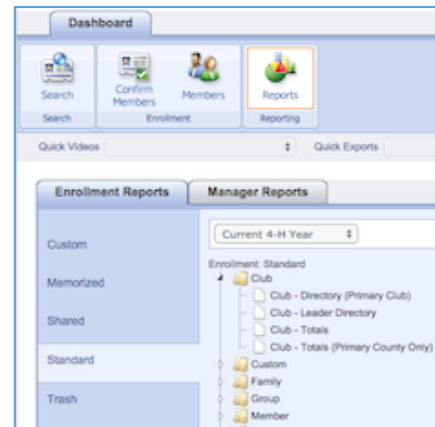 Dashboard
Search
Confirm Members
Members
Reports
Search
Enrollment
Reporting
Quick Videos
Quick Exports
Enrollment Reports
Manager Reports
Custom
Memorized
Shared
Standard
Trash
Current 4-H Year
Enrollment: Standard
Club
Club - Directory (Primary Club)
Club - Leader Directory
Club - Totals
Club - Totals (Primary County Only)
Custom
Family
Group
Member